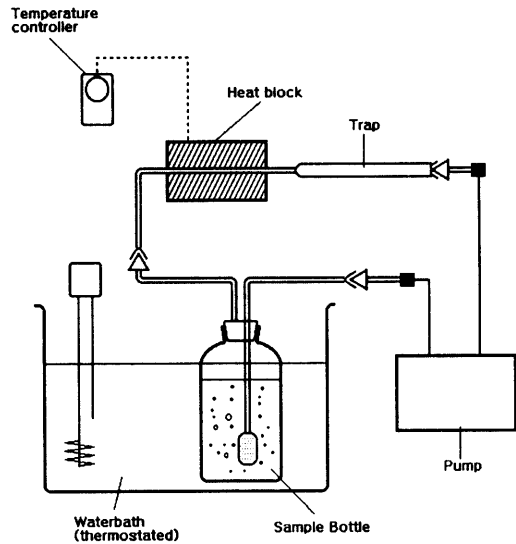 Temperature
controller
Heat block
Trap
Pump
Waterbath
(thermostated)
Sample Bottle